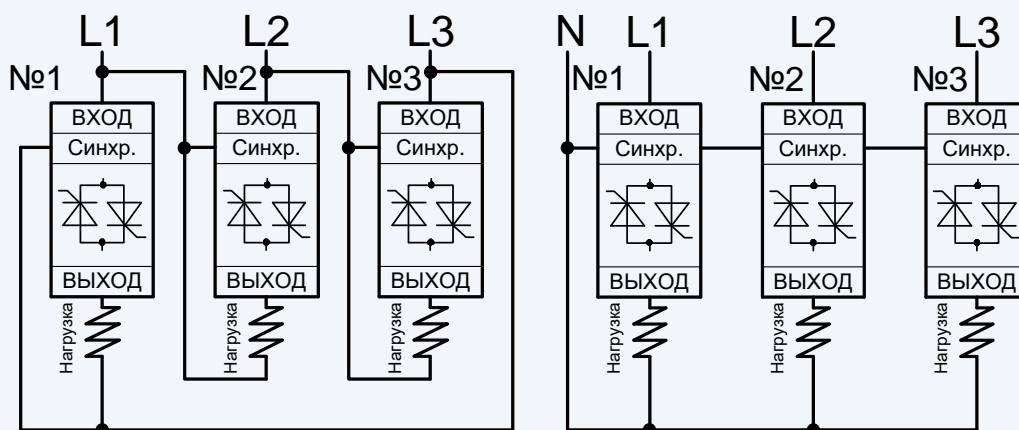 L1 L2 L3 N L1 L2 L3
№1 №2 №3 №1 №2 №3
ВХОД ВХОД ВХОД ВХОД ВХОД ВХОД
Синхр. Синхр. Синхр. Синхр. Синхр. Синхр.
ВЫХОД ВЫХОД ВЫХОД ВЫХОД ВЫХОД ВЫХОД
Нагрузка Нагрузка Нагрузка Нагрузка Нагрузка Нагрузка